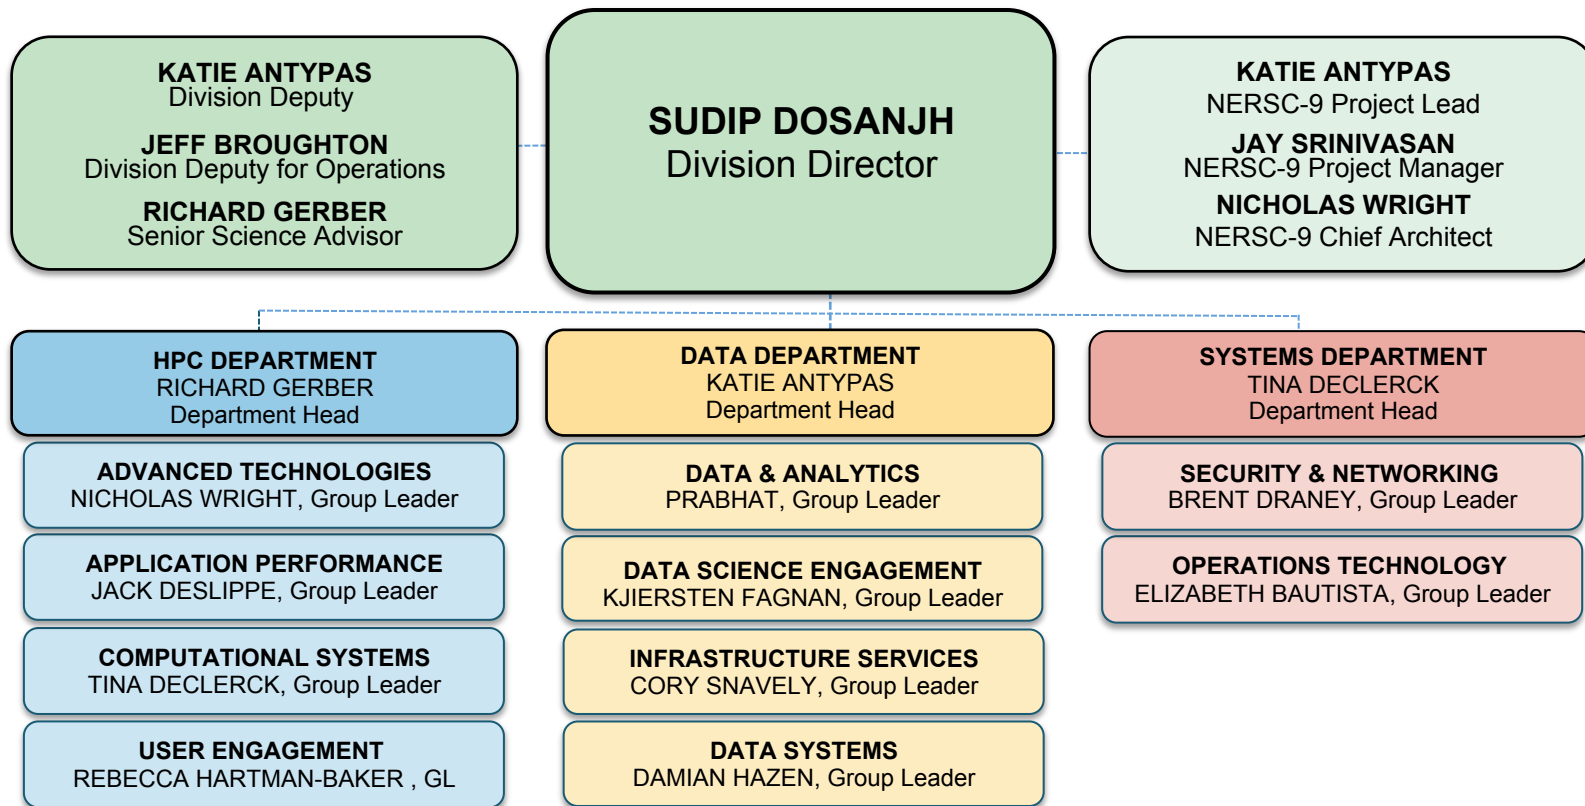 KATIE ANTYPAS
Division Deputy
JEFF BROUGHTON
Division Deputy for Operations
RICHARD GERBER
Senior Science Advisor
SUDIP DOSANJH
Division Director
KATIE ANTYPAS
NERSC-9 Project Lead
JAY SRINIVASAN
NERSC-9 Project Manager
NICHOLAS WRIGHT
NERSC-9 Chief Architect
HPC DEPARTMENT
RICHARD GERBER
Department Head
ADVANCED TECHNOLOGIES
NICHOLAS WRIGHT, Group Leader
APPLICATION PERFORMANCE
JACK DESLIPPE, Group Leader
COMPUTATIONAL SYSTEMS
TINA DECLERCK, Group Leader
USER ENGAGEMENT
REBECCA HARTMAN-BAKER , GL
DATA DEPARTMENT
KATIE ANTYPAS
Department Head
DATA & ANALYTICS
PRABHAT, Group Leader
DATA SCIENCE ENGAGEMENT
KJIERSTEN FAGNAN, Group Leader
INFRASTRUCTURE SERVICES
CORY SNAVELY, Group Leader
DATA SYSTEMS
DAMIAN HAZEN, Group Leader
SYSTEMS DEPARTMENT
TINA DECLERCK
Department Head
SECURITY & NETWORKING
BRENT DRANEY, Group Leader
OPERATIONS TECHNOLOGY
ELIZABETH BAUTISTA, Group Leader